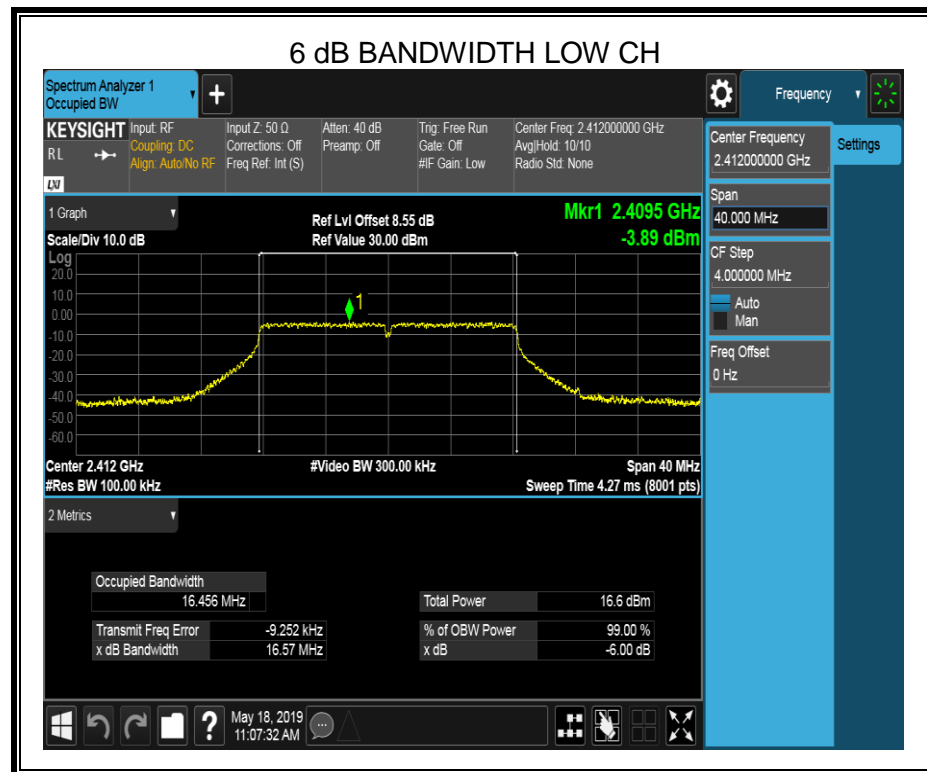 6 dB BANDWIDTH LOW CH
Spectrum Analyzer 1
Occupied BW
Frequency
KEYSIGHT
RL
LXI
Input: RF
Coupling: DC
Align: Auto/No RF
Input Z: 50 Ω
Corrections: Off
Freq Ref: Int (S)
Atten: 40 dB
Preamp: Off
Trig: Free Run
Gate: Off
#IF Gain: Low
Center Freq: 2.412000000 GHz
Avg|Hold: 10/10
Radio Std: None
Center Frequency
2.412000000 GHz
Settings
Span
40.000 MHz
CF Step
4.000000 MHz
Auto
Man
Freq Offset
0 Hz
1 Graph
Scale/Div 10.0 dB
Ref Lvl Offset 8.55 dB
Ref Value 30.00 dBm
Mkr1 2.4095 GHz
-3.89 dBm
Log
20.0
10.0
0.00
-10.0
-20.0
-30.0
-40.0
-50.0
-60.0
1
Center 2.412 GHz
#Res BW 100.00 kHz
#Video BW 300.00 kHz
Span 40 MHz
Sweep Time 4.27 ms (8001 pts)
2 Metrics
Occupied Bandwidth
16.456 MHz
Total Power 16.6 dBm
Transmit Freq Error -9.252 kHz
% of OBW Power 99.00 %
x dB Bandwidth 16.57 MHz
x dB -6.00 dB
?
May 18, 2019
11:07:32 AM